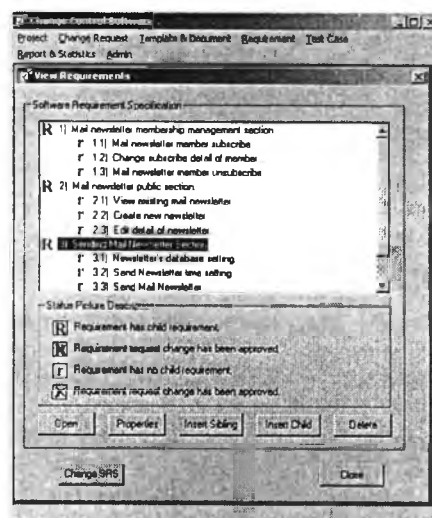 Change Control Software
Project Change Request Template & Document Requirement Test Case
Report & Statistics Admin
View Requirements
Software Requirement Specification
R 1) Mail newsletter membership management section
r 1.1) Mail newsletter member subscribe
r 1.2) Change subscribe detail of member
r 1.3) Mail newsletter member unsubscribe
R 2) Mail newsletter public section
r 2.1) View existing mail newsletter
r 2.2) Create new newsletter
r 2.3) Edit detail of newsletter
R 3) Sending Mail Newsletter Section
r 3.1) Newsletter's database setting
r 3.2) Send Newsletter time setting
r 3.3) Send Mail Newsletter
Status Picture Description
R Requirement has child requirement.
R Requirement request change has been approved.
r Requirement has no child requirement.
r Requirement request change has been approved.
Open Properties Insert Sibling Insert Child Delete
Change SRS Close